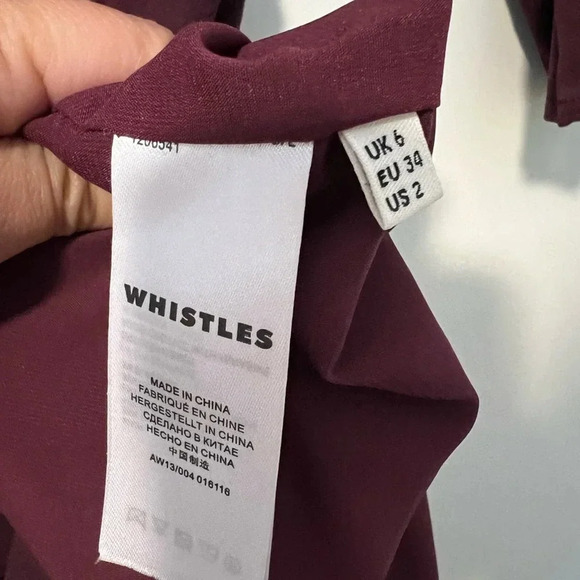 UK 6
EU 34
US 2
WHISTLES
MADE IN CHINA
FABRIQUÉ EN CHINE
HERGESTELLT IN CHINA
СДЕЛАНО В КИТАЕ
HECHO EN CHINA
中国制造
AW13/004 016116